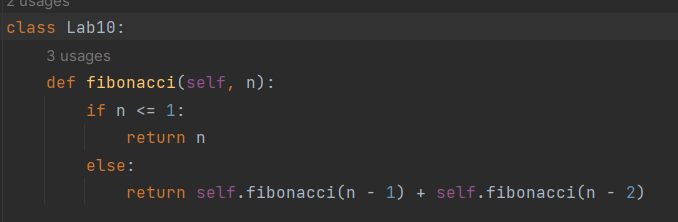 2 usages
class Lab10:
3 usages
def fibonacci(self, n):
if n <= 1:
return n
else:
return self.fibonacci(n - 1) + self.fibonacci(n - 2)